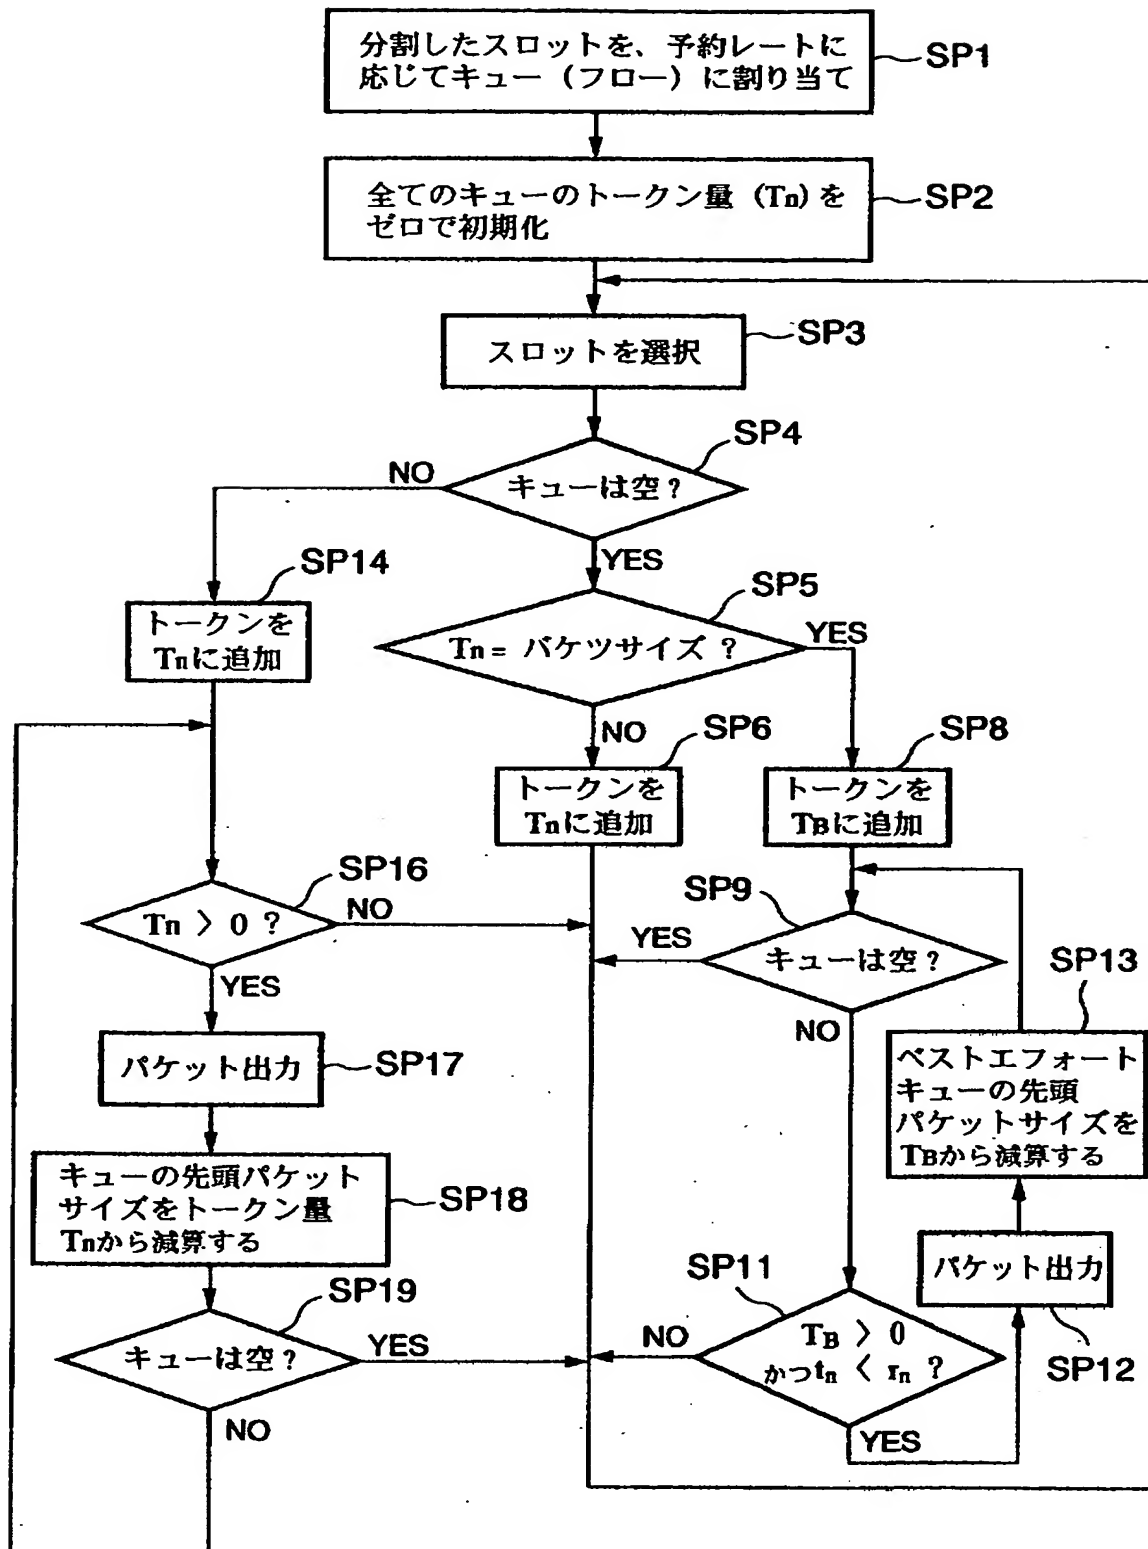 分割したスロットを、予約レートに
応じてキュー（フロー）に割り当て
SP1
全てのキューのトークン量（Tn)を
ゼロで初期化
SP2
スロットを選択
SP3
キューは空？
SP4
NO
YES
SP14
トークンを
Tnに追加
Tn= バケツサイズ ？
SP5
YES
NO
SP6
トークンを
Tnに追加
SP8
トークンを
TBに追加
SP16
Tn 〉 0 ？
NO
YES
SP9
キューは空？
YES
NO
SP13
ベストエフォート
キューの先頭
パケットサイズを
TBから減算する
パケット出力
SP17
キューの先頭パケット
サイズをトークン量
Tnから減算する
SP18
SP11
TB 〉 0
かつtn 〈 rn ？
NO
YES
パケット出力
SP12
SP19
キューは空？
YES
NO